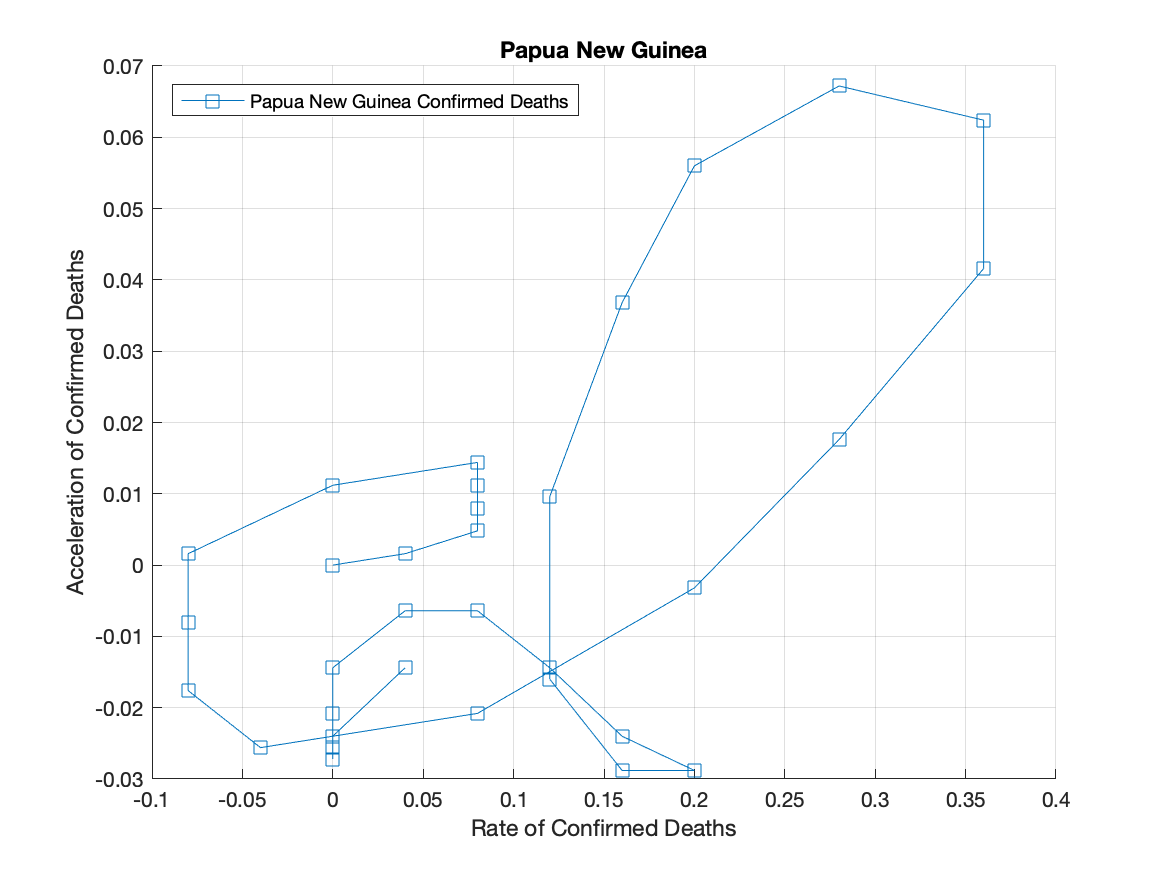 Papua New Guinea
Papua New Guinea Confirmed Deaths
Acceleration of Confirmed Deaths
0.07
0.06
0.05
0.04
0.03
0.02
0.01
0
-0.01
-0.02
-0.03
-0.1 -0.05 0 0.05 0.1 0.15 0.2 0.25 0.3 0.35 0.4
Rate of Confirmed Deaths